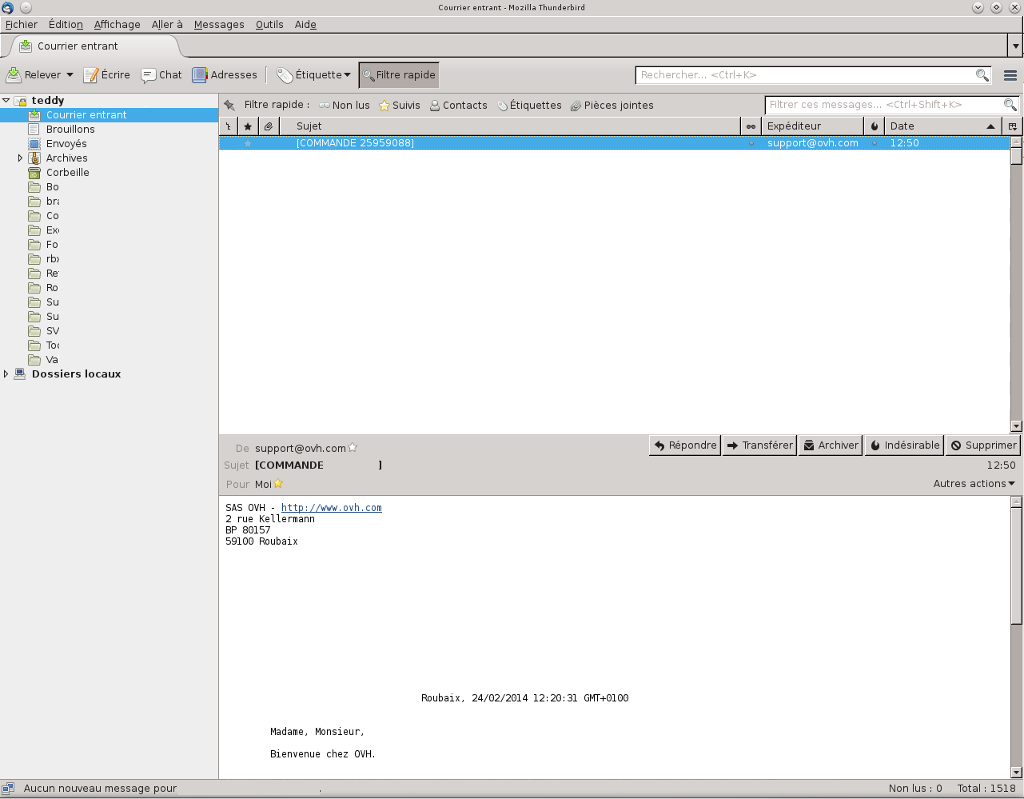 Courrier entrant - Mozilla Thunderbird
Fichier Édition Affichage Aller à Messages Outils Aide
Courrier entrant
Relever Écrire Chat Adresses Étiquette Filtre rapide Rechercher... <Ctrl+K>
teddy
Courrier entrant
Brouillons
Envoyés
Archives
Corbeille
Bo
bra
Co
Exe
Fo
rbx
Re
Ro
Su
Su
SV
Too
Va
Dossiers locaux
Filtre rapide : Non lus Suivis Contacts Étiquettes Pièces jointes Filtrer ces messages... <Ctrl+Shift+K>
Sujet Expéditeur Date
[COMMANDE 25959088] support@ovh.com 12:50
De support@ovh.com Répondre Transférer Archiver Indésirable Supprimer
Sujet [COMMANDE ] 12:50
Pour Moi Autres actions
SAS OVH - http://www.ovh.com
2 rue Kellermann
BP 80157
59100 Roubaix
Roubaix, 24/02/2014 12:20:31 GMT+0100
Madame, Monsieur,
Bienvenue chez OVH.
Aucun nouveau message pour . Non lus : 0 Total : 1518